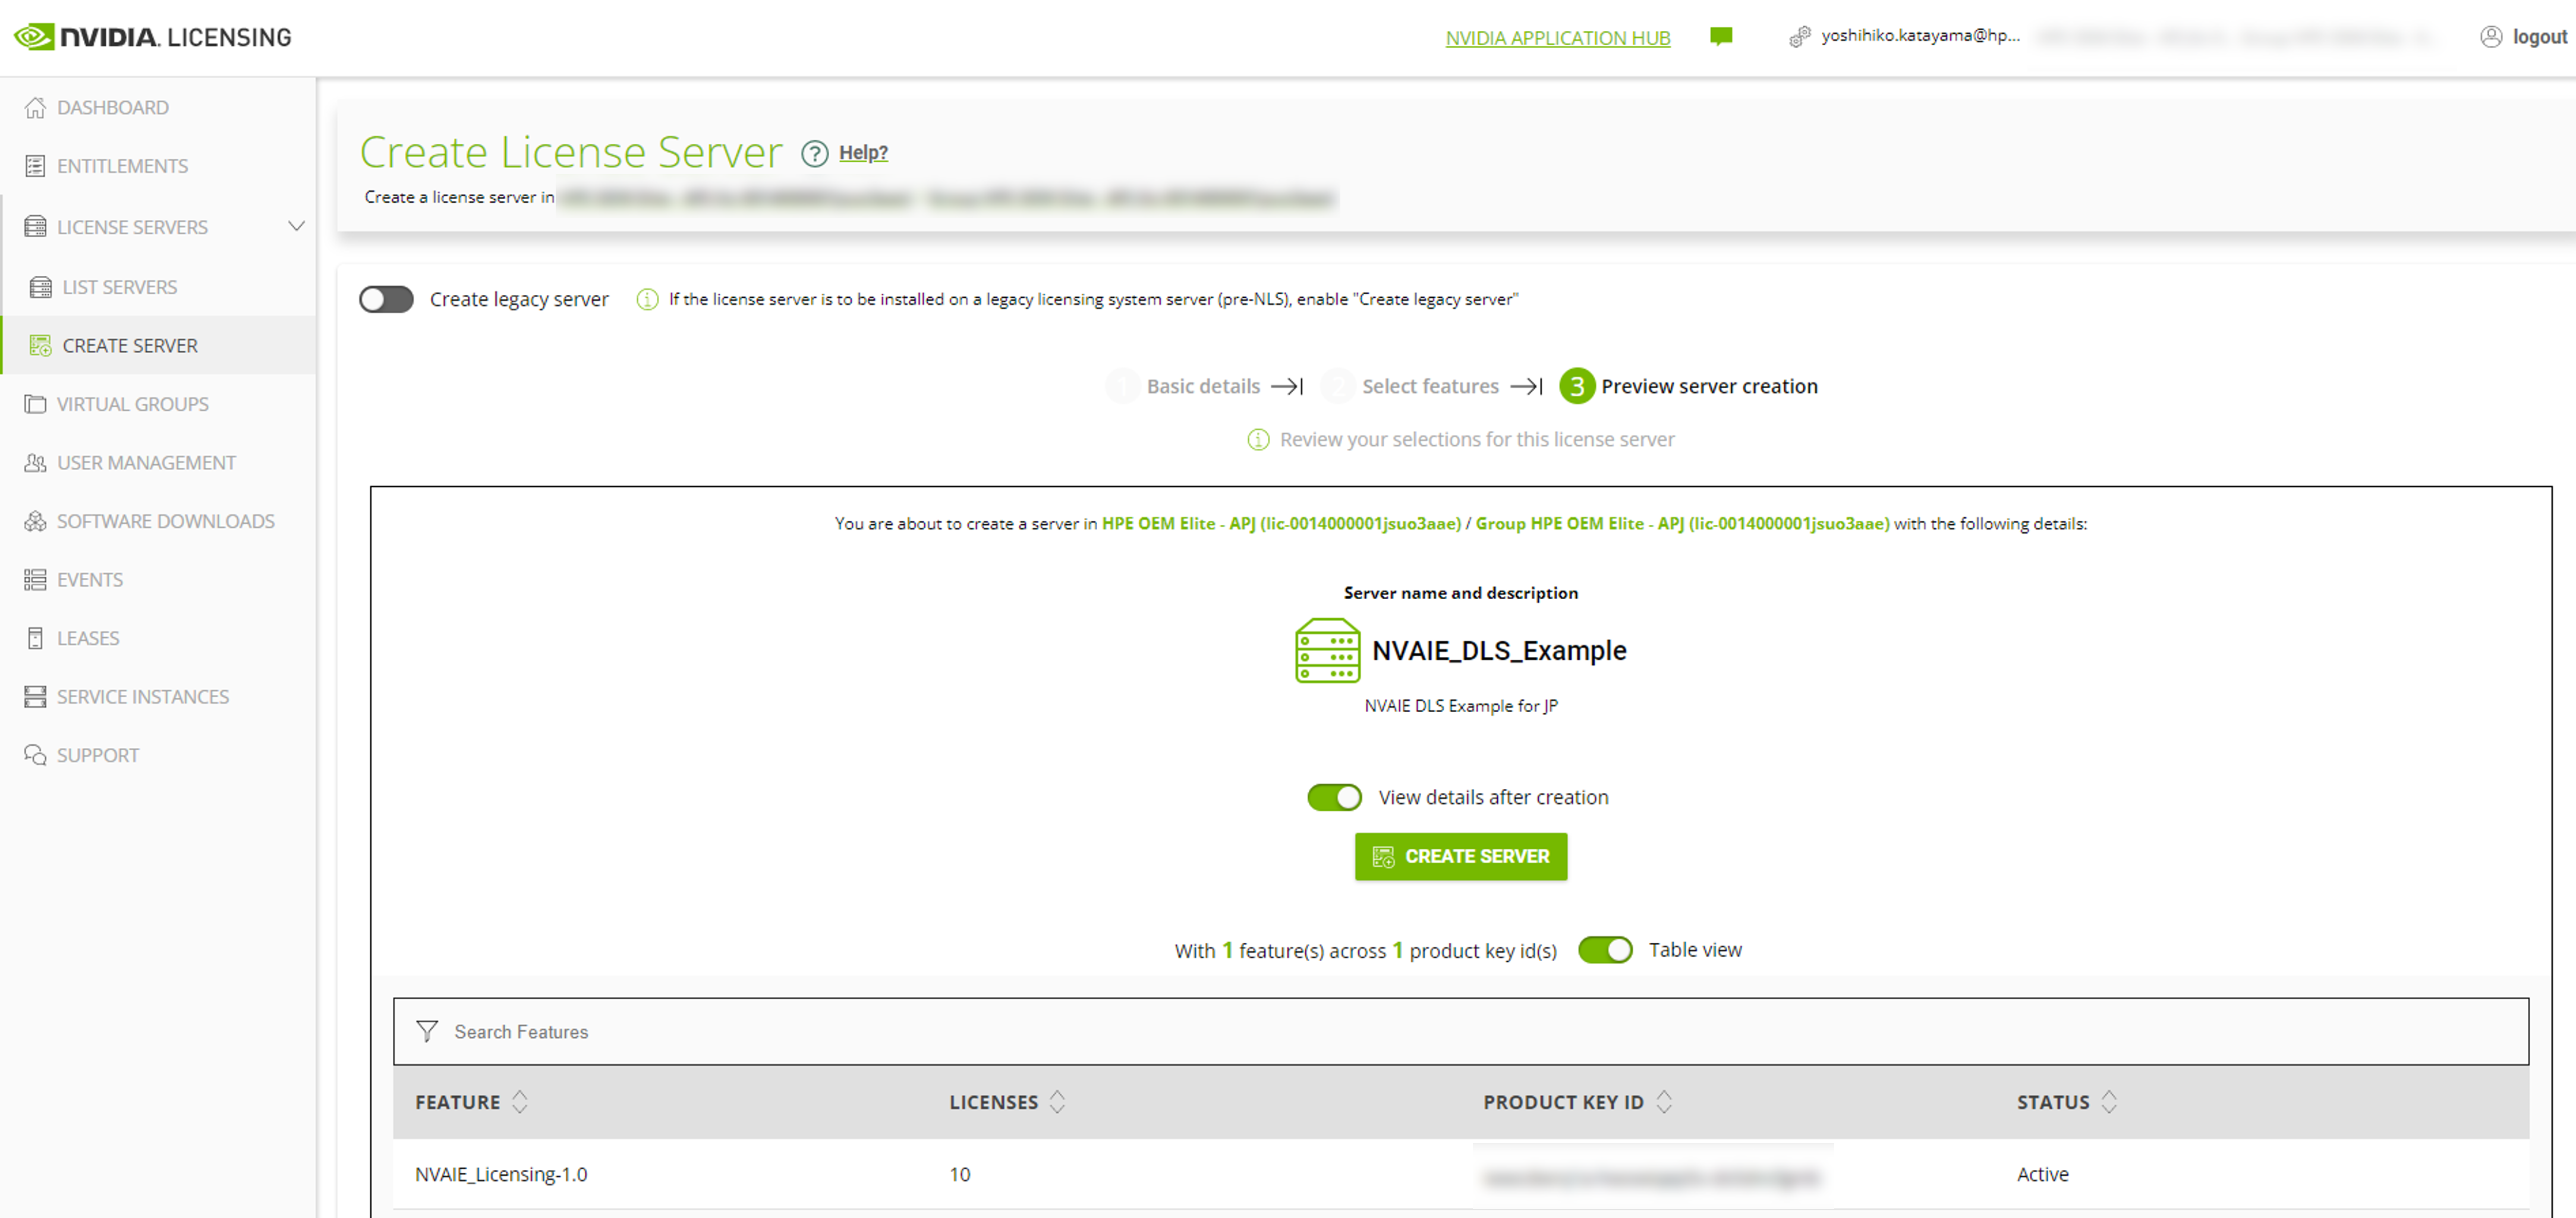 NVIDIA. LICENSING
NVIDIA APPLICATION HUB
yoshihiko.katayama@hp...
logout
DASHBOARD
ENTITLEMENTS
LICENSE SERVERS
LIST SERVERS
CREATE SERVER
VIRTUAL GROUPS
USER MANAGEMENT
SOFTWARE DOWNLOADS
EVENTS
LEASES
SERVICE INSTANCES
SUPPORT
Create License Server ? Help?
Create a license server in
Create legacy server If the license server is to be installed on a legacy licensing system server (pre-NLS), enable "Create legacy server"
1 Basic details 2 Select features 3 Preview server creation
Review your selections for this license server
You are about to create a server in HPE OEM Elite - APJ (lic-0014000001jsuo3aae) / Group HPE OEM Elite - APJ (lic-0014000001jsuo3aae) with the following details:
Server name and description
NVAIE_DLS_Example
NVAIE DLS Example for JP
View details after creation
CREATE SERVER
With 1 feature(s) across 1 product key id(s) Table view
Search Features
FEATURE LICENSES PRODUCT KEY ID STATUS
NVAIE_Licensing-1.0 10 Active